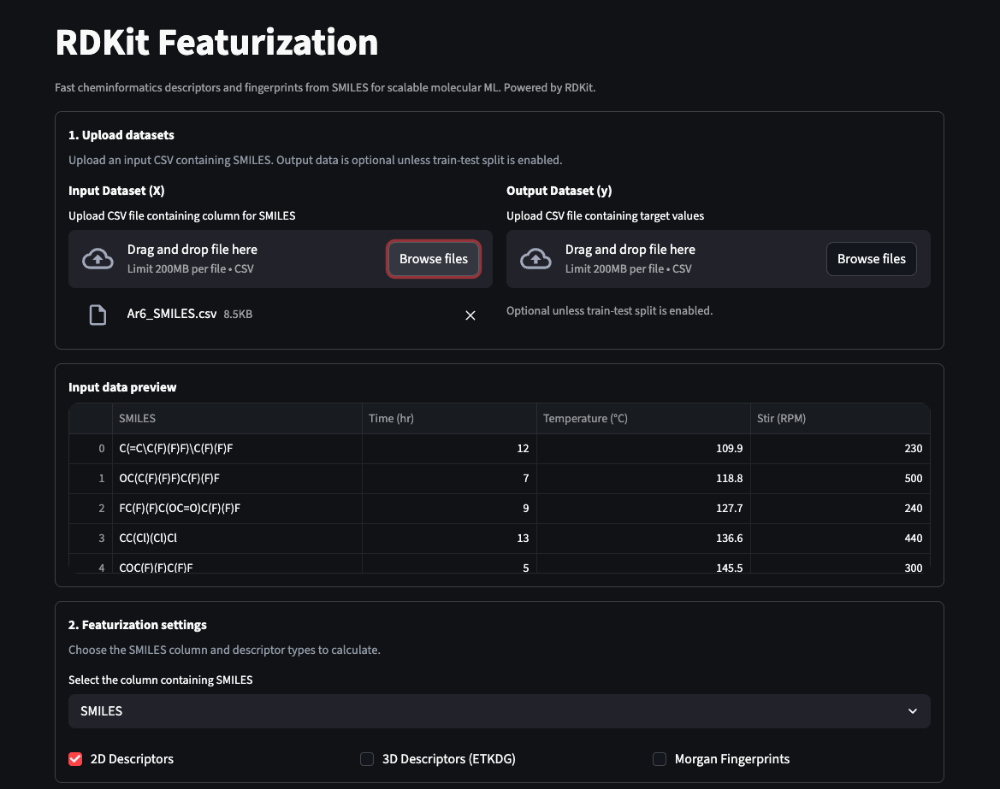 RDKit Featurization
Fast cheminformatics descriptors and fingerprints from SMILES for scalable molecular ML. Powered by RDKit.
1. Upload datasets
Upload an input CSV containing SMILES. Output data is optional unless train-test split is enabled.
Input Dataset (X)
Upload CSV file containing column for SMILES
Drag and drop file here
Limit 200MB per file • CSV
Browse files
Ar6_SMILES.csv 8.5KB
Output Dataset (y)
Upload CSV file containing target values
Drag and drop file here
Limit 200MB per file • CSV
Browse files
Optional unless train-test split is enabled.
Input data preview
SMILES Time (hr) Temperature (°C) Stir (RPM)
0 C(=C\C(F)(F)F)\C(F)(F)F 12 109.9 230
1 OC(C(F)(F)F)C(F)(F)F 7 118.8 500
2 FC(F)(F)C(OC=O)C(F)(F)F 9 127.7 240
3 CC(Cl)(Cl)Cl 13 136.6 440
4 COC(F)(F)C(F)F 5 145.5 300
2. Featurization settings
Choose the SMILES column and descriptor types to calculate.
Select the column containing SMILES
SMILES
2D Descriptors 3D Descriptors (ETKDG) Morgan Fingerprints